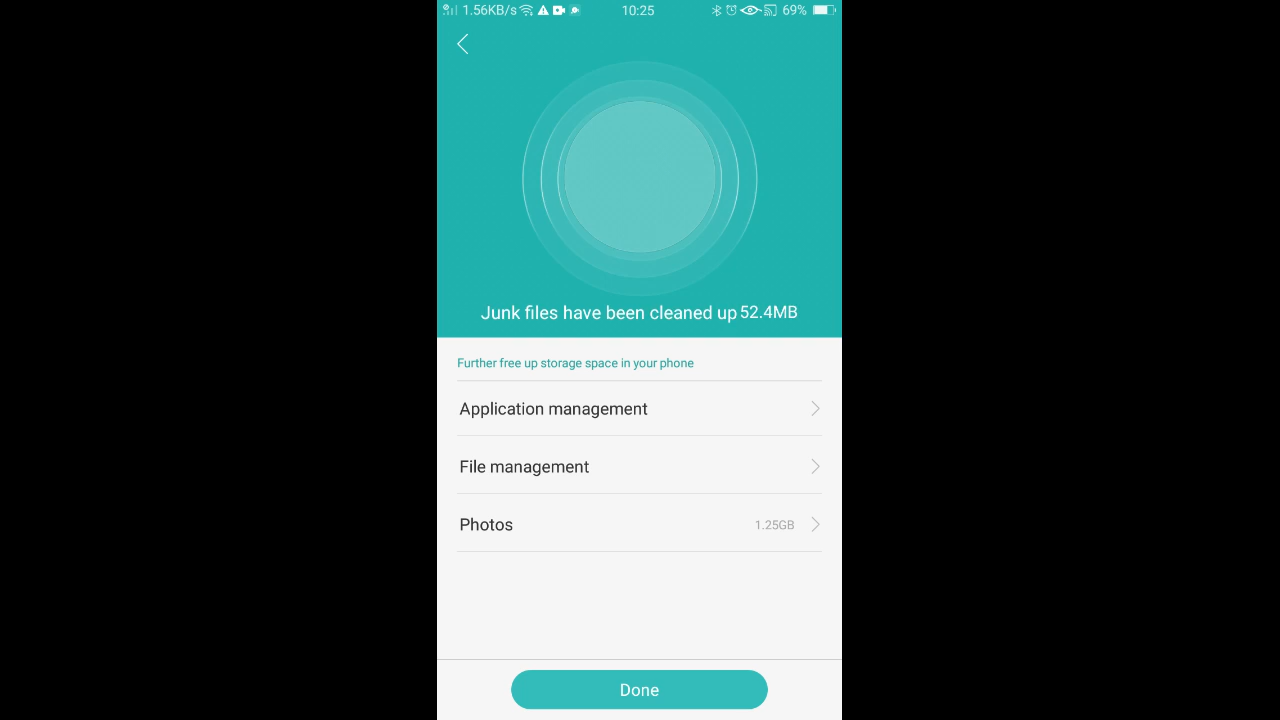 1.56KB/s 10:25 69%
Junk files have been cleaned up 52.4MB
Further free up storage space in your phone
Application management
File management
Photos 1.25GB
Done